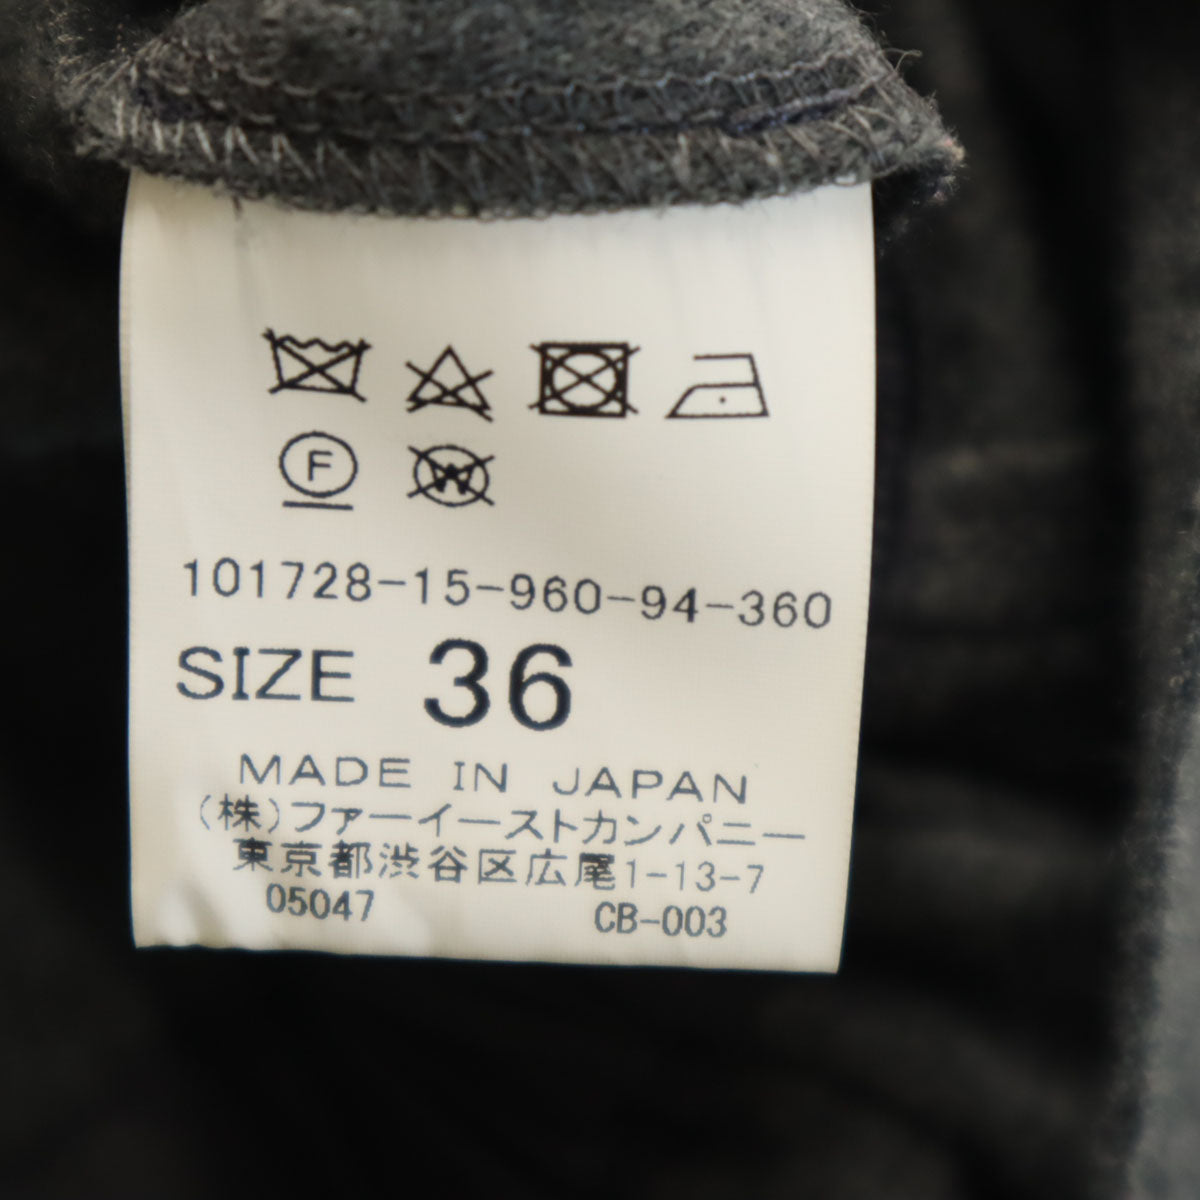 F W
101728-15-960-94-360
SIZE 36
MADE IN JAPAN
(株)ファーイーストカンパニー
東京都渋谷区広尾1-13-7
05047 CB-003